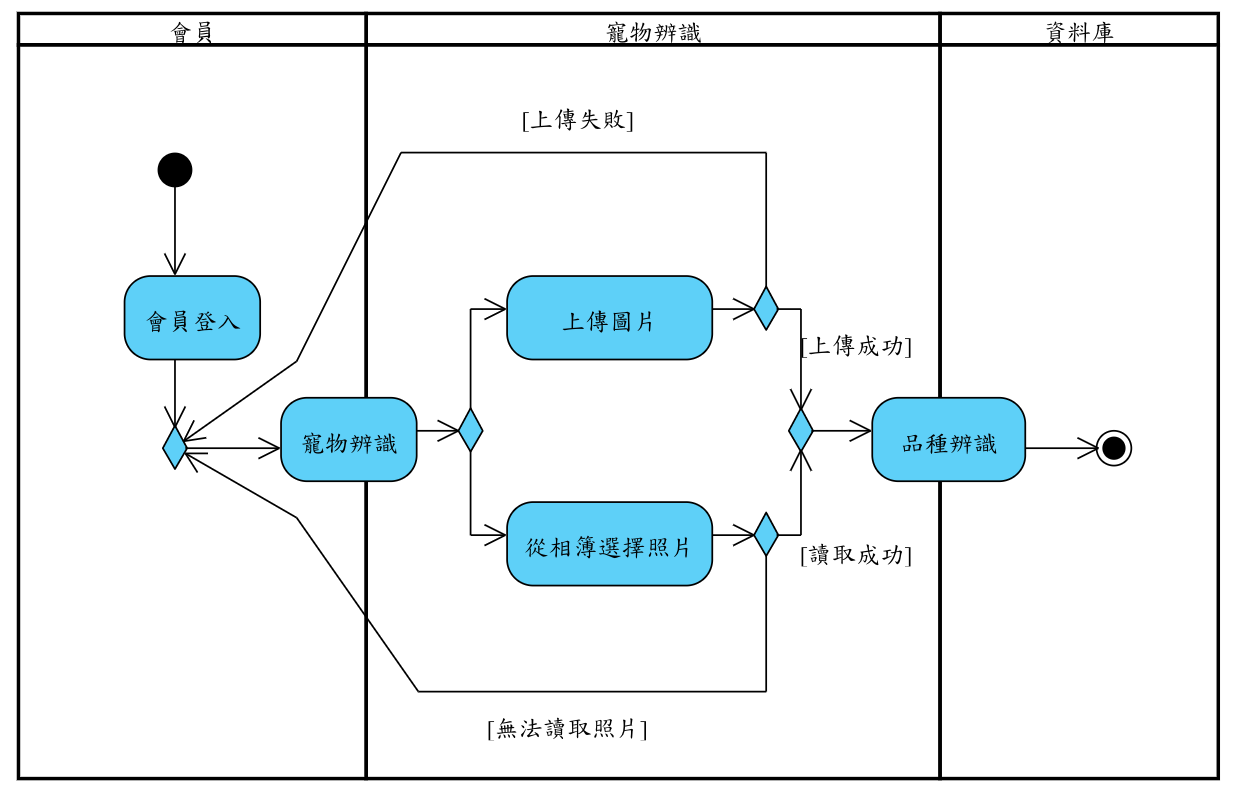 會員
寵物辨識
資料庫
[上傳失敗]
會員登入
上傳圖片
[上傳成功]
寵物辨識
品種辨識
從相簿選擇照片
[讀取成功]
[無法讀取照片]